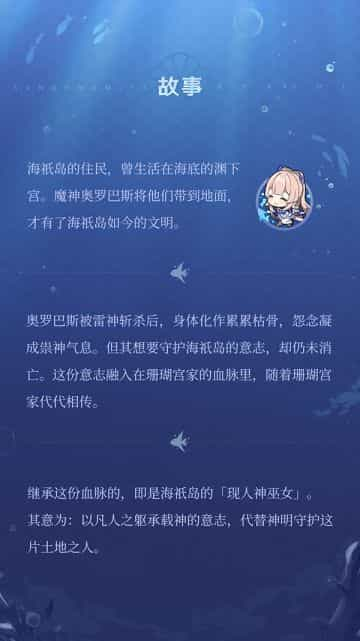 故事
海祇岛的住民，曾生活在海底的渊下
宫。魔神奥罗巴斯将他们带到地面，
才有了海祇岛如今的文明。
奥罗巴斯被雷神斩杀后，身体化作累累枯骨，怨念凝
成祟神气息。但其想要守护海祇岛的意志，却仍未消
亡。这份意志融入在珊瑚宫家的血脉里，随着珊瑚宫
家代代相传。
继承这份血脉的，即是海祇岛的「现人神巫女」。
其意为：以凡人之躯承载神的意志，代替神明守护这
片土地之人。